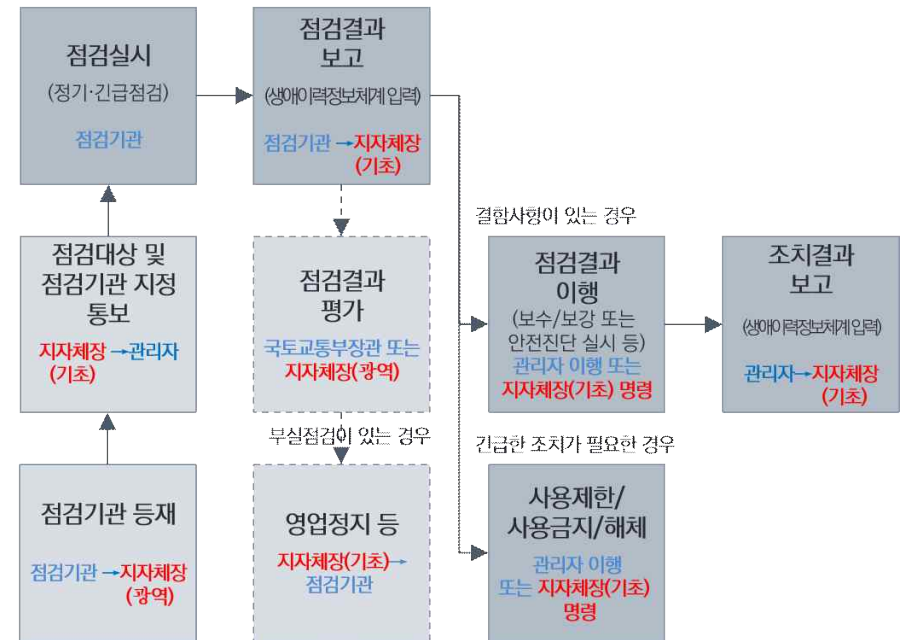 점검실시
(정기·긴급점검)
점검기관
점검결과
보고
(생애이력정보체계 입력)
점검기관 →지자체장
(기초)
점검대상 및
점검기관 지정
통보
지자체장 →관리자
(기초)
점검결과
평가
국토교통부장관 또는
지자체장(광역)
결함사항이 있는 경우
점검결과
이행
(보수/보강 또는
안전진단 실시 등)
관리자 이행 또는
지자체장(기초) 명령
조치결과
보고
(생애이력정보체계 입력)
관리자→지자체장
(기초)
부실점검이 있는 경우
긴급한 조치가 필요한 경우
점검기관 등재
점검기관 →지자체장
(광역)
영업정지 등
지자체장(기초)→
점검기관
사용제한/
사용금지/해체
관리자 이행
또는 지자체장(기초)
명령